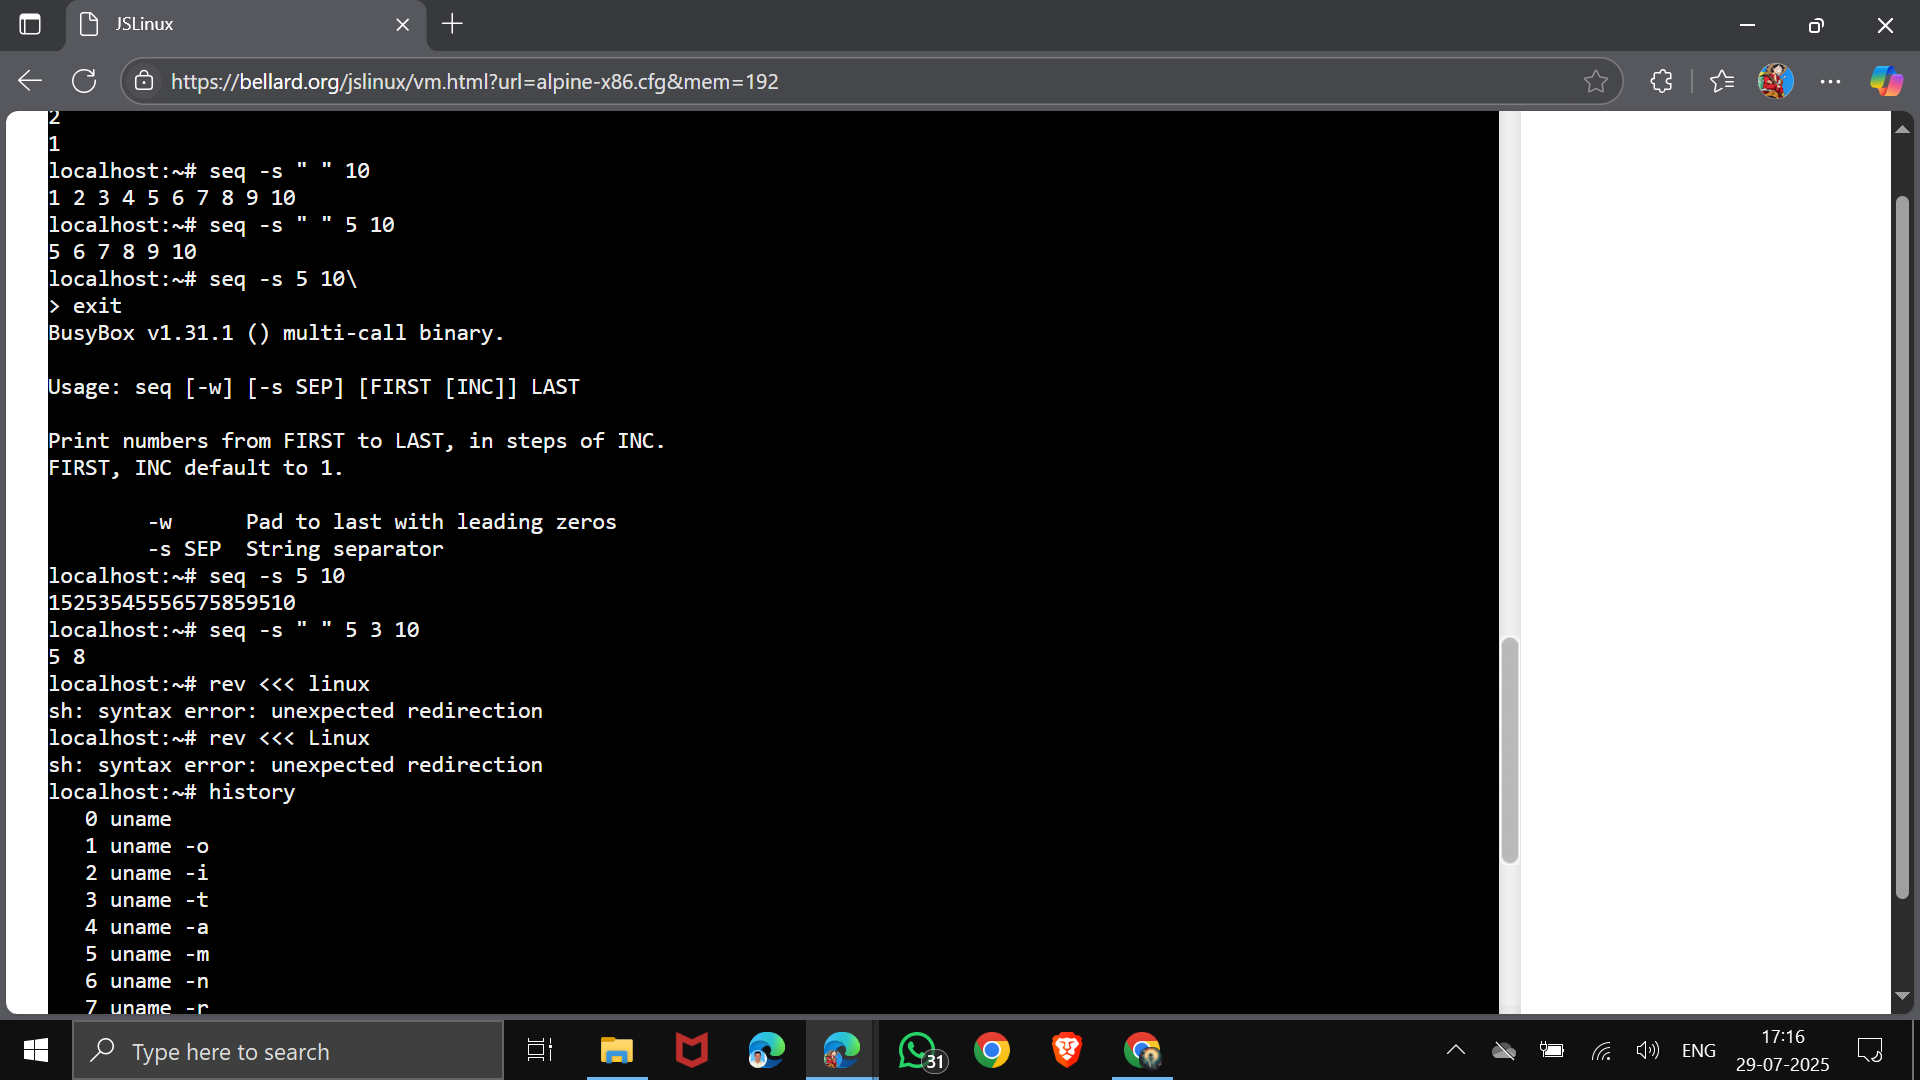 JSLinux
https://bellard.org/jslinux/vm.html?url=alpine-x86.cfg&mem=192
2
1
localhost:~# seq -s " " 10
1 2 3 4 5 6 7 8 9 10
localhost:~# seq -s " " 5 10
5 6 7 8 9 10
localhost:~# seq -s 5 10\
> exit
BusyBox v1.31.1 () multi-call binary.
Usage: seq [-w] [-s SEP] [FIRST [INC]] LAST
Print numbers from FIRST to LAST, in steps of INC.
FIRST, INC default to 1.
-w Pad to last with leading zeros
-s SEP String separator
localhost:~# seq -s 5 10
15253545556575859510
localhost:~# seq -s " " 5 3 10
5 8
localhost:~# rev <<< linux
sh: syntax error: unexpected redirection
localhost:~# rev <<< Linux
sh: syntax error: unexpected redirection
localhost:~# history
0 uname
1 uname -o
2 uname -i
3 uname -t
4 uname -a
5 uname -m
6 uname -n
7 uname -r
Type here to search
31
ENG
17:16
29-07-2025